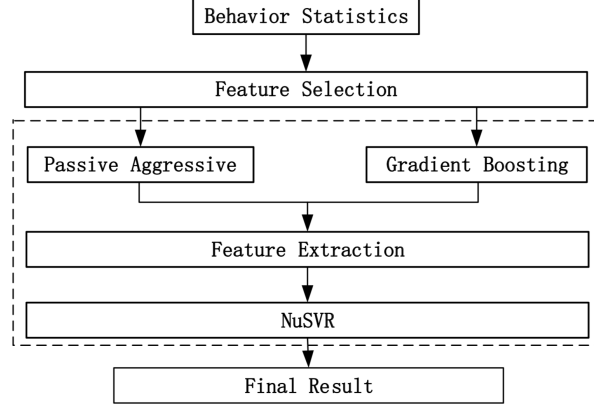 Behavior Statistics
Feature Selection
Passive Aggressive
Gradient Boosting
Feature Extraction
NuSVR
Final Result